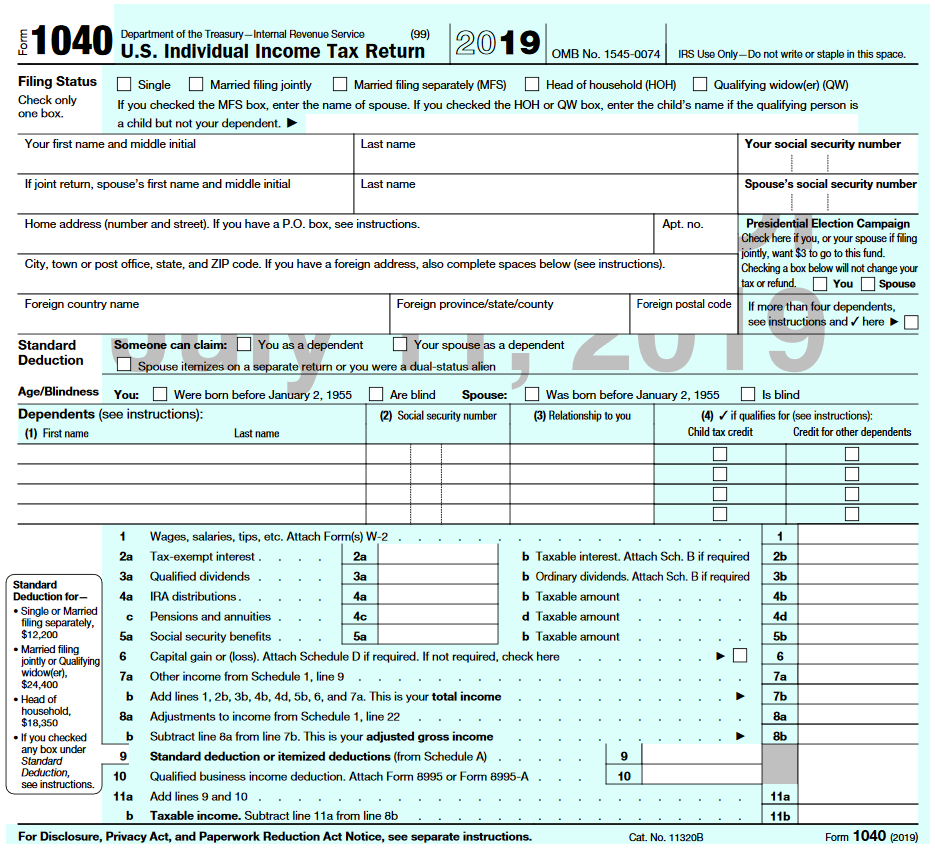 Form 1040 Department of the Treasury—Internal Revenue Service (99)
U.S. Individual Income Tax Return 2019 OMB No. 1545-0074 IRS Use Only—Do not write or staple in this space.
Filing Status
Check only one box.
Single Married filing jointly Married filing separately (MFS) Head of household (HOH) Qualifying widow(er) (QW)
If you checked the MFS box, enter the name of spouse. If you checked the HOH or QW box, enter the child's name if the qualifying person is
a child but not your dependent. ▶
Your first name and middle initial Last name Your social security number
If joint return, spouse's first name and middle initial Last name Spouse's social security number
Home address (number and street). If you have a P.O. box, see instructions. Apt. no.
Presidential Election Campaign
Check here if you, or your spouse if filing
jointly, want $3 to go to this fund.
Checking a box below will not change your
tax or refund. You Spouse
City, town or post office, state, and ZIP code. If you have a foreign address, also complete spaces below (see instructions).
Foreign country name Foreign province/state/county Foreign postal code
If more than four dependents,
see instructions and ✓ here ▶
July 11, 2019
Standard
Deduction
Someone can claim: You as a dependent Your spouse as a dependent
Spouse itemizes on a separate return or you were a dual-status alien
Age/Blindness You: Were born before January 2, 1955 Are blind Spouse: Was born before January 2, 1955 Is blind
Dependents (see instructions): (2) Social security number (3) Relationship to you (4) ✓ if qualifies for (see instructions):
(1) First name Last name Child tax credit Credit for other dependents
1 Wages, salaries, tips, etc. Attach Form(s) W-2 . . . 1
2a Tax-exempt interest . . . 2a b Taxable interest. Attach Sch. B if required 2b
3a Qualified dividends . . . 3a b Ordinary dividends. Attach Sch. B if required 3b
4a IRA distributions . . . 4a b Taxable amount . . . 4b
c Pensions and annuities . . . 4c d Taxable amount . . . 4d
5a Social security benefits . . . 5a b Taxable amount . . . 5b
6 Capital gain or (loss). Attach Schedule D if required. If not required, check here . . . ▶ 6
7a Other income from Schedule 1, line 9 . . . 7a
b Add lines 1, 2b, 3b, 4b, 4d, 5b, 6, and 7a. This is your total income . . . ▶ 7b
8a Adjustments to income from Schedule 1, line 22 . . . 8a
b Subtract line 8a from line 7b. This is your adjusted gross income . . . ▶ 8b
9 Standard deduction or itemized deductions (from Schedule A) . . . 9
10 Qualified business income deduction. Attach Form 8995 or Form 8995-A . . . 10
11a Add lines 9 and 10 . . . 11a
b Taxable income. Subtract line 11a from line 8b . . . 11b
Standard
Deduction for—
• Single or Married
filing separately,
$12,200
• Married filing
jointly or Qualifying
widow(er),
$24,400
• Head of
household,
$18,350
• If you checked
any box under
Standard
Deduction,
see instructions.
For Disclosure, Privacy Act, and Paperwork Reduction Act Notice, see separate instructions. Cat. No. 11320B Form 1040 (2019)